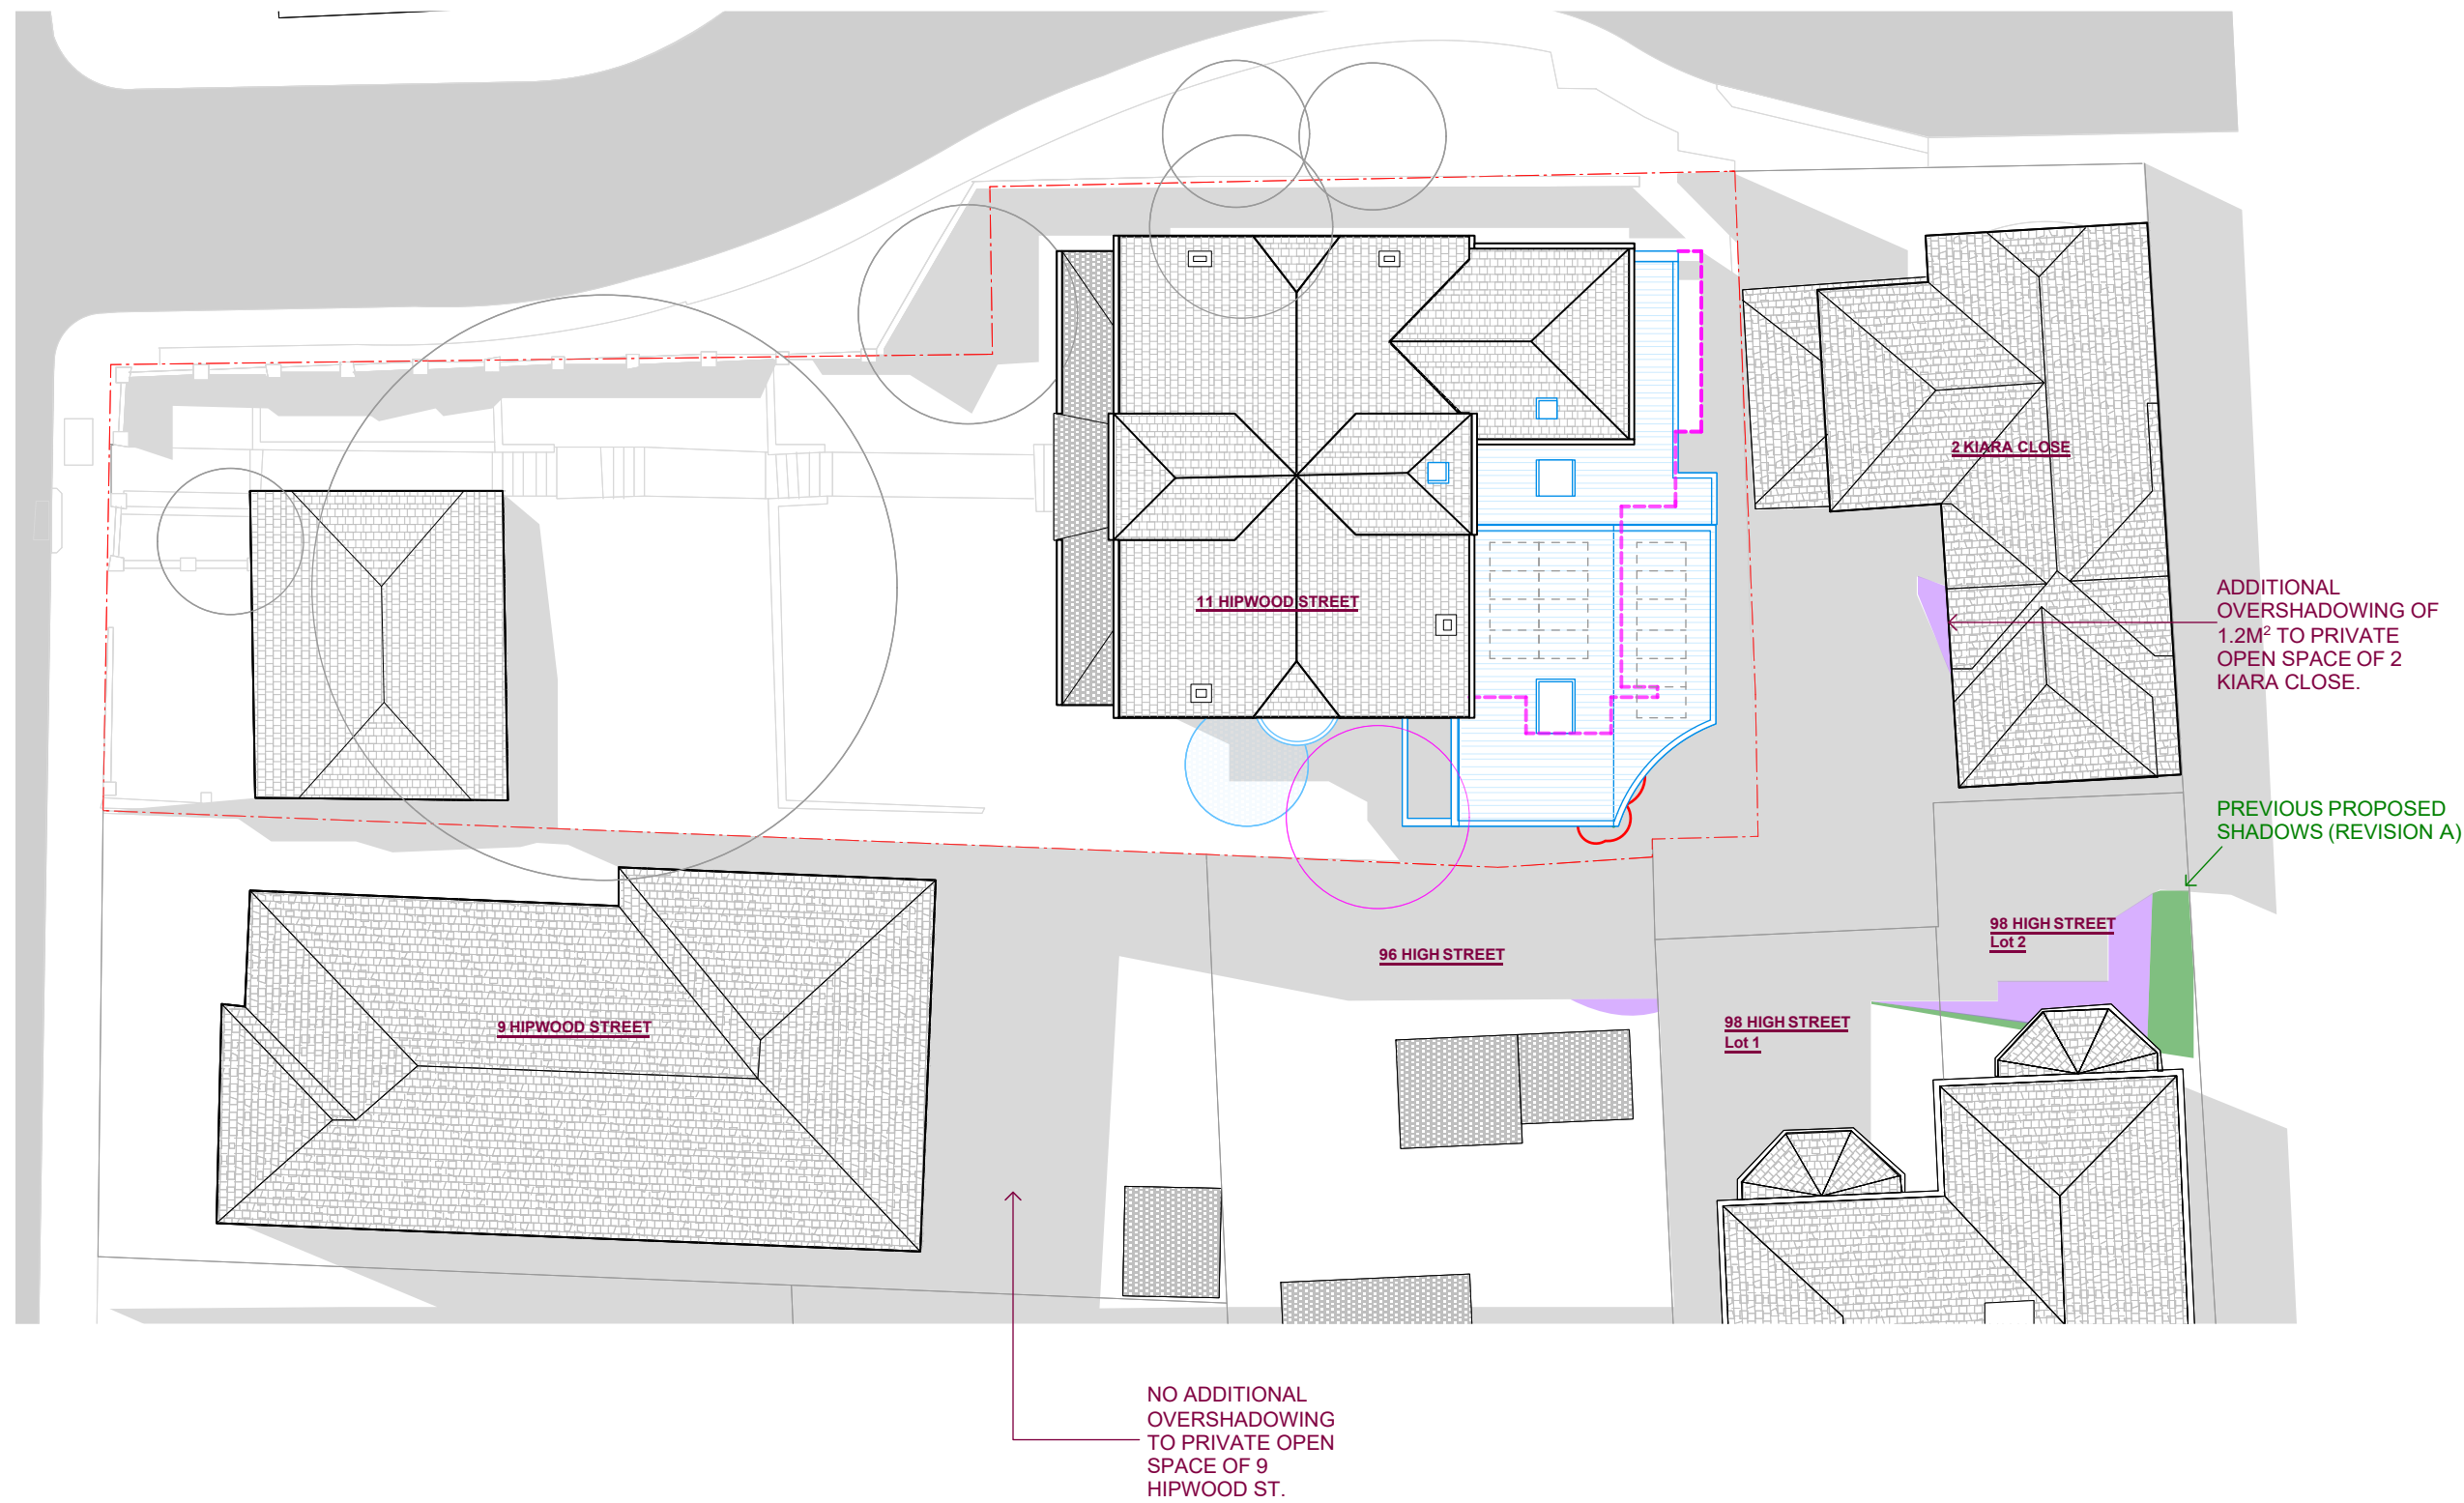 2 KIARA CLOSE
11 HIPWOOD STREET
ADDITIONAL
OVERSHADOWING OF
1.2M² TO PRIVATE
OPEN SPACE OF 2
KIARA CLOSE.
PREVIOUS PROPOSED
SHADOWS (REVISION A)
98 HIGH STREET
Lot 2
96 HIGH STREET
98 HIGH STREET
Lot 1
9 HIPWOOD STREET
NO ADDITIONAL
OVERSHADOWING
TO PRIVATE OPEN
SPACE OF 9
HIPWOOD ST.